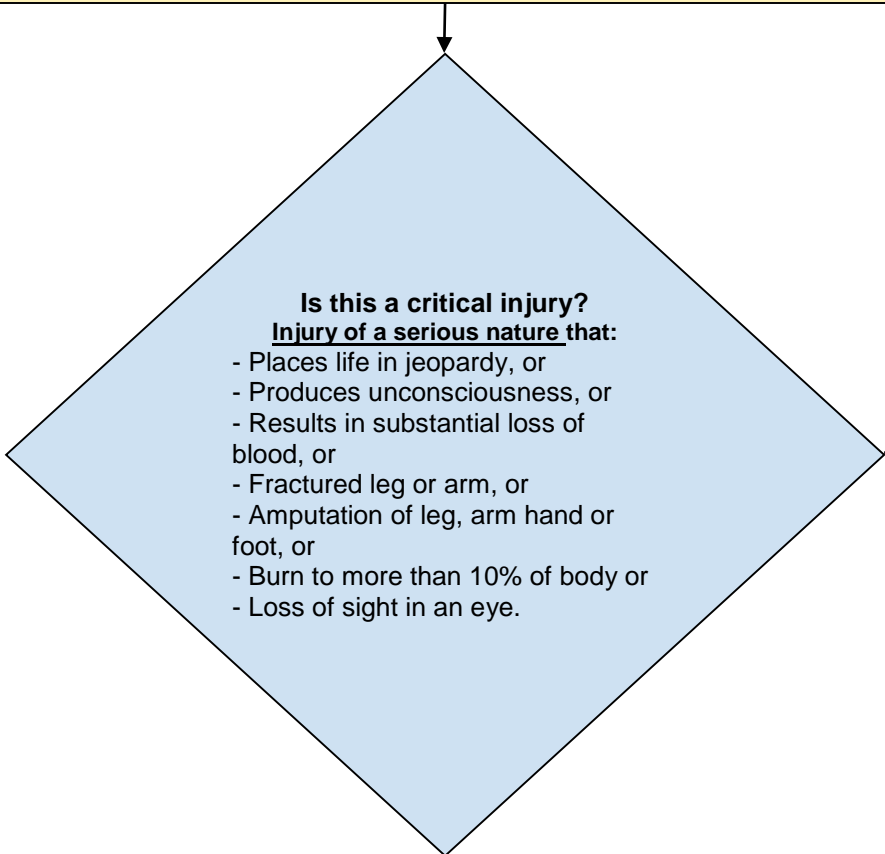 Is this a critical injury?
Injury of a serious nature that:
- Places life in jeopardy, or
- Produces unconsciousness, or
- Results in substantial loss of
blood, or
- Fractured leg or arm, or
- Amputation of leg, arm hand or
foot, or
- Burn to more than 10% of body or
- Loss of sight in an eye.